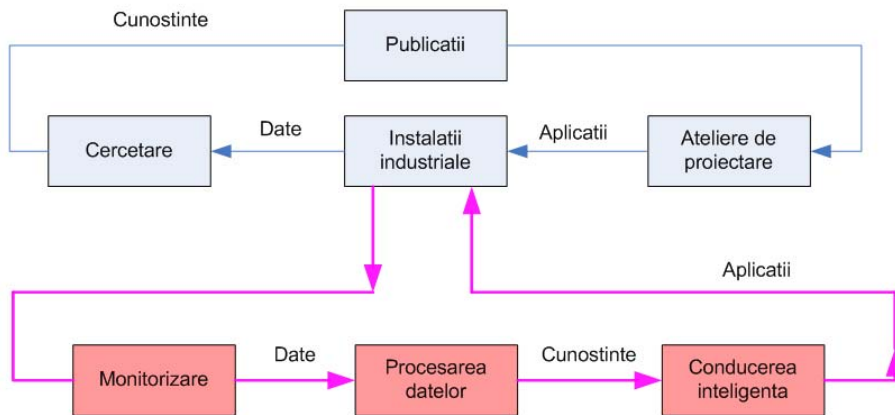 Cunostinte
Publicatii
Cercetare
Date
Instalatii
industriale
Aplicatii
Ateliere de
proiectare
Aplicatii
Monitorizare
Date
Procesarea
datelor
Cunostinte
Conducerea
inteligenta